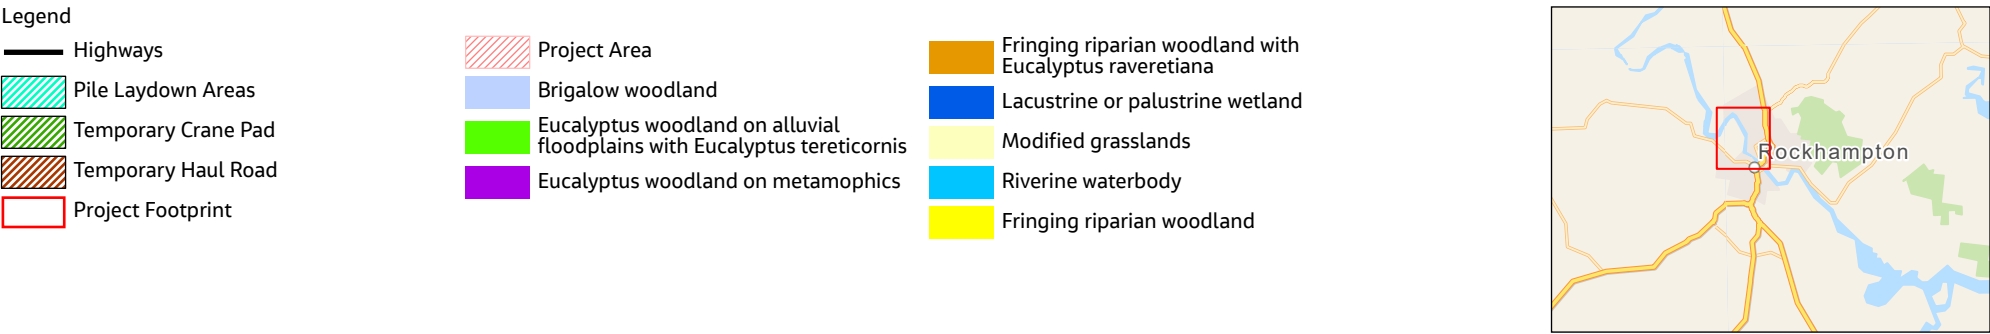 Legend
Highways
Pile Laydown Areas
Temporary Crane Pad
Temporary Haul Road
Project Footprint
Project Area
Brigalow woodland
Eucalyptus woodland on alluvial
floodplains with Eucalyptus tereticornis
Eucalyptus woodland on metamophics
Fringing riparian woodland with
Eucalyptus raveretiana
Lacustrine or palustrine wetland
Modified grasslands
Riverine waterbody
Fringing riparian woodland
Rockhampton